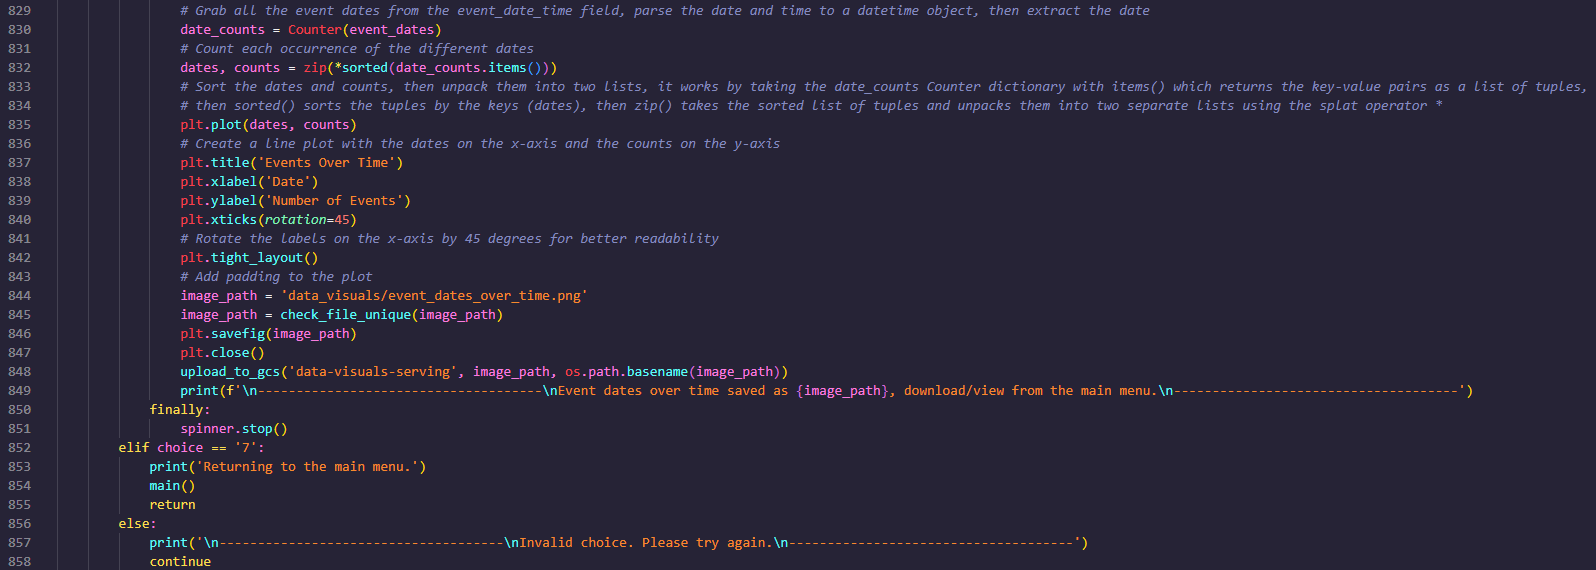 829 # Grab all the event dates from the event_date_time field, parse the date and time to a datetime object, then extract the date
830 date_counts = Counter(event_dates)
831 # Count each occurrence of the different dates
832 dates, counts = zip(*sorted(date_counts.items()))
833 # Sort the dates and counts, then unpack them into two lists, it works by taking the date_counts Counter dictionary with items() which returns the key-value pairs as a list of tuples,
834 # then sorted() sorts the tuples by the keys (dates), then zip() takes the sorted list of tuples and unpacks them into two separate lists using the splat operator *
835 plt.plot(dates, counts)
836 # Create a line plot with the dates on the x-axis and the counts on the y-axis
837 plt.title('Events Over Time')
838 plt.xlabel('Date')
839 plt.ylabel('Number of Events')
840 plt.xticks(rotation=45)
841 # Rotate the labels on the x-axis by 45 degrees for better readability
842 plt.tight_layout()
843 # Add padding to the plot
844 image_path = 'data_visuals/event_dates_over_time.png'
845 image_path = check_file_unique(image_path)
846 plt.savefig(image_path)
847 plt.close()
848 upload_to_gcs('data-visuals-serving', image_path, os.path.basename(image_path))
849 print(f'\n-------------------------------------\nEvent dates over time saved as {image_path}, download/view from the main menu.\n-------------------------------------')
850 finally:
851 spinner.stop()
852 elif choice == '7':
853 print('Returning to the main menu.')
854 main()
855 return
856 else:
857 print('\n-------------------------------------\nInvalid choice. Please try again.\n-------------------------------------')
858 continue